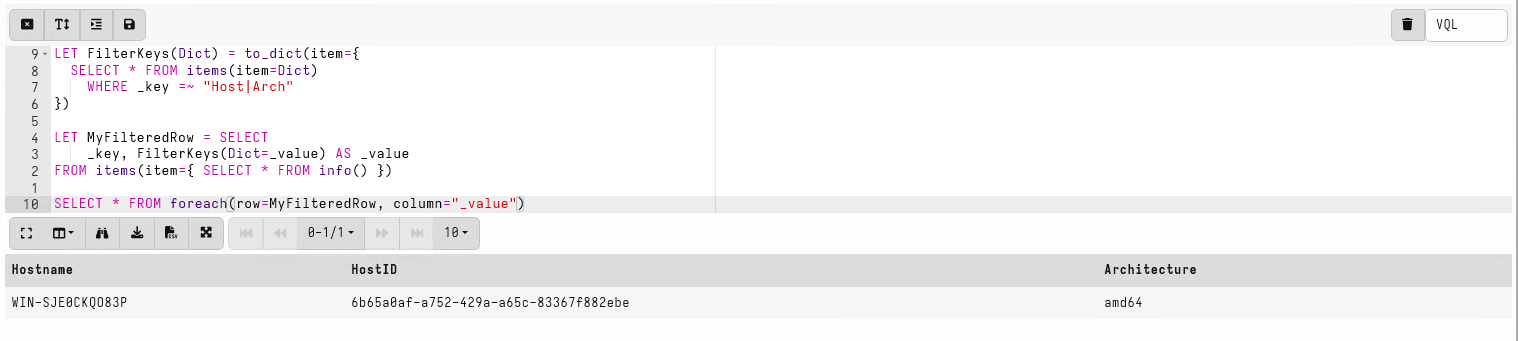 T VQL
9 LET FilterKeys(Dict) = to_dict(item={
8 SELECT * FROM items(item=Dict)
7 WHERE _key =~ "Host|Arch"
6 })
5
4 LET MyFilteredRow = SELECT
3 _key, FilterKeys(Dict=_value) AS _value
2 FROM items(item={ SELECT * FROM info() })
1
10 SELECT * FROM foreach(row=MyFilteredRow, column="_value")
CSV 0-1/1 10
Hostname HostID Architecture
WIN-SJE0CKQO83P 6b65a0af-a752-429a-a65c-83367f882ebe amd64